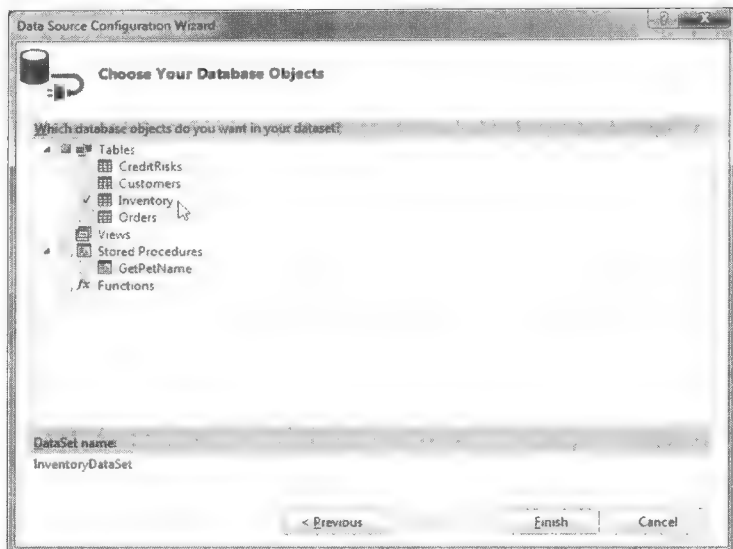 Data Source Configuration Wizard
Choose Your Database Objects
Which database objects do you want in your dataset?
Tables
CreditRisks
Customers
Inventory
Orders
Views
Stored Procedures
GetPetName
fx Functions
DataSet name:
InventoryDataSet
< Previous
Finish
Cancel